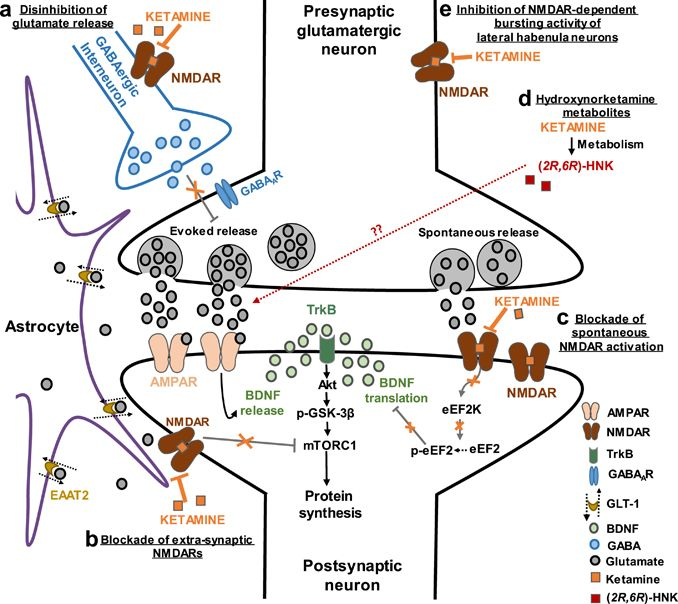 a
Disinhibition of
glutamate release
KETAMINE
NMDAR
GABAergic
Interneuron
GABA_AR
Presynaptic
glutamatergic
neuron
e
Inhibition of NMDAR-dependent
bursting activity of
lateral habenula neurons
KETAMINE
NMDAR
d
Hydroxynorketamine
metabolites
KETAMINE
Metabolism
(2R,6R)-HNK
??
Evoked release
Spontaneous release
Astrocyte
TrkB
AMPAR
BDNF
release
Akt
p-GSK-3β
mTORC1
Protein
synthesis
BDNF
translation
KETAMINE
c
Blockade of
spontaneous
NMDAR activation
NMDAR
eEF2K
p-eEF2
eEF2
NMDAR
EAAT2
KETAMINE
b
Blockade of extra-synaptic
NMDARs
Postsynaptic
neuron
AMPAR
NMDAR
TrkB
GABA_AR
GLT-1
BDNF
GABA
Glutamate
Ketamine
(2R,6R)-HNK